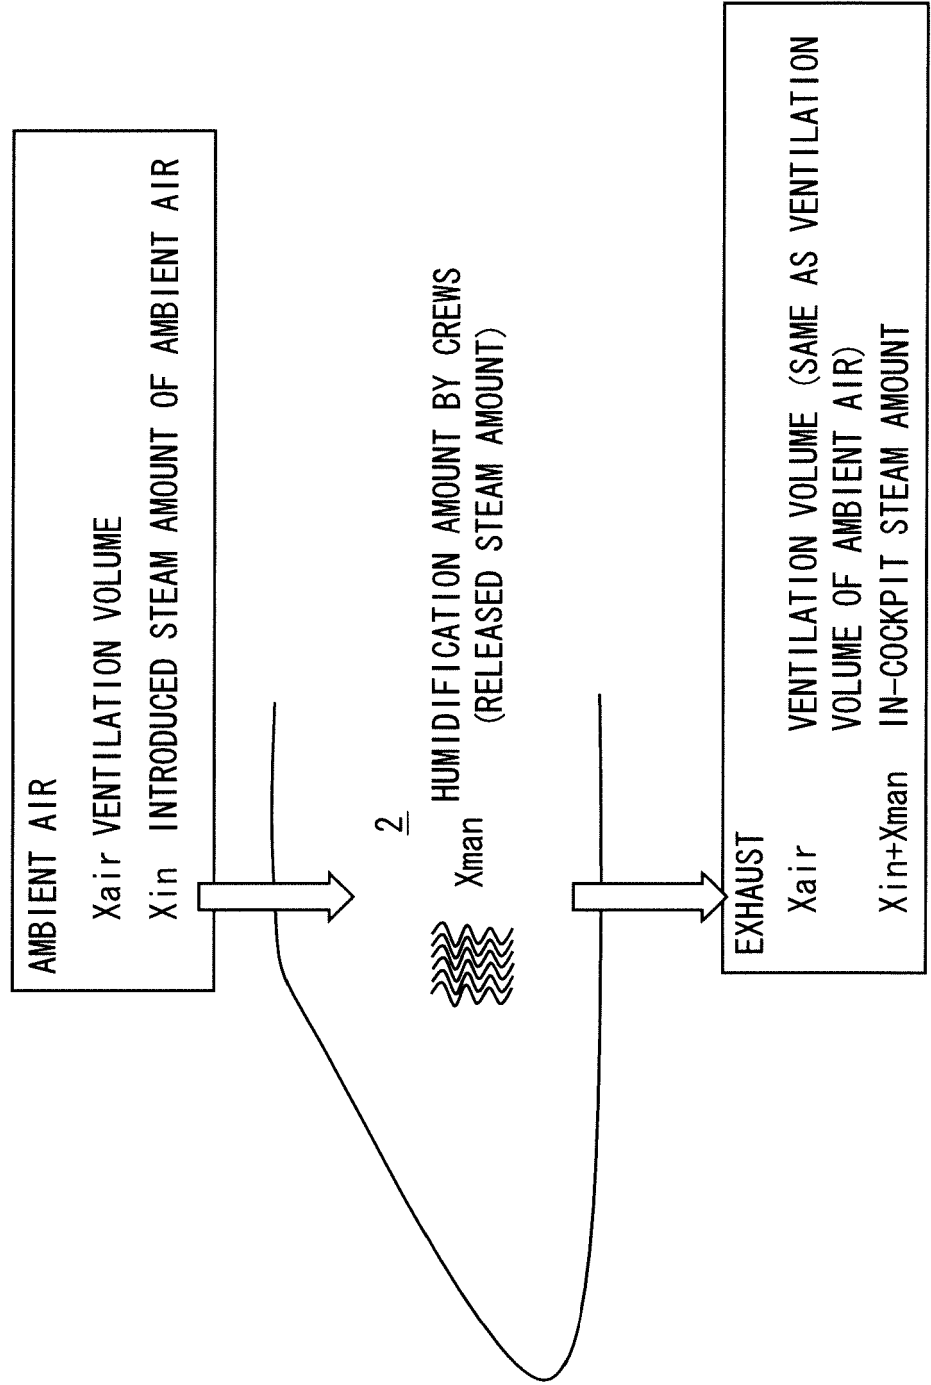 AMBIENT AIR
Xair VENTILATION VOLUME
Xin INTRODUCED STEAM AMOUNT OF AMBIENT AIR
2
HUMIDIFICATION AMOUNT BY CREWS
Xman
(RELEASED STEAM AMOUNT)
EXHAUST
Xair VENTILATION VOLUME (SAME AS VENTILATION
VOLUME OF AMBIENT AIR)
Xin+Xman IN-COCKPIT STEAM AMOUNT